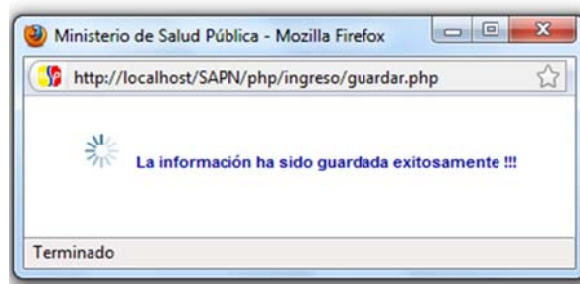 Ministerio de Salud Pública - Mozilla Firefox
http://localhost/SAPN/php/ingreso/guardar.php
La información ha sido guardada exitosamente !!!
Terminado